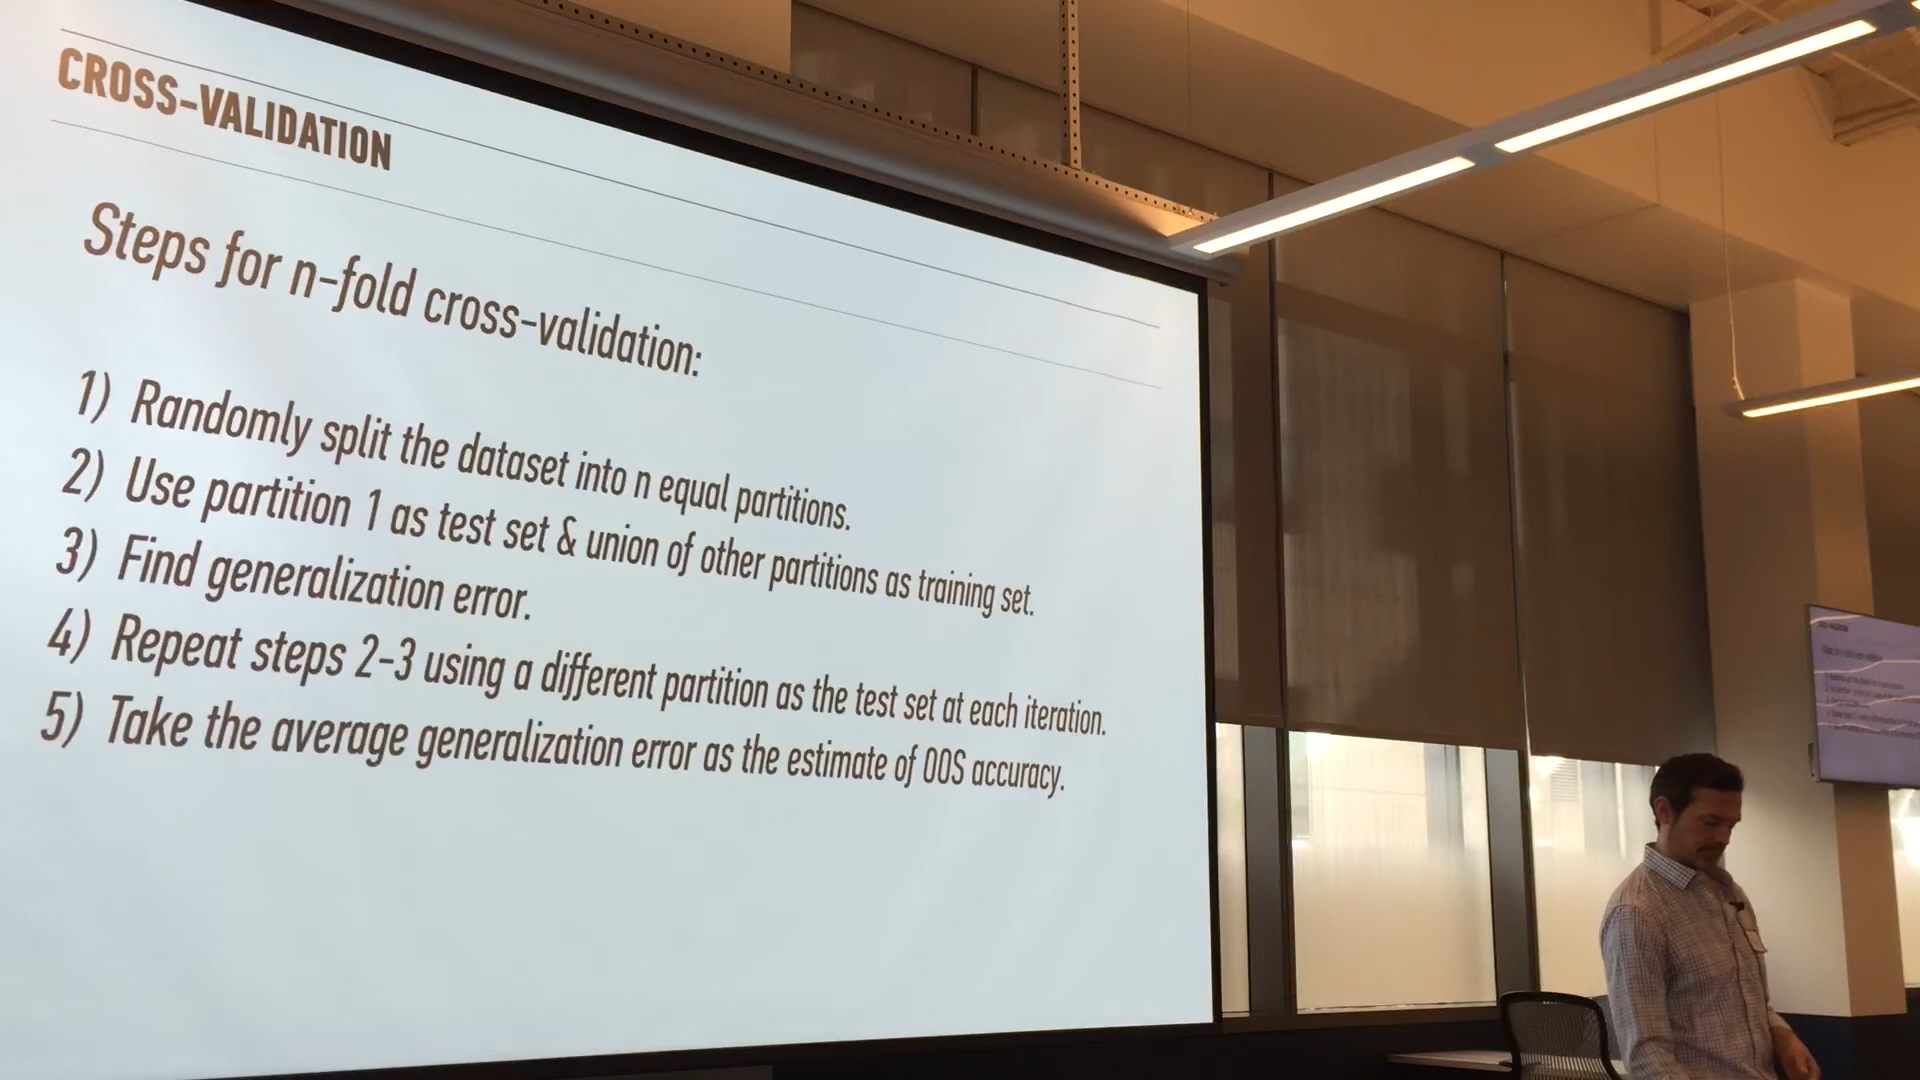 CROSS-VALIDATION
Steps for n-fold cross-validation:
1) Randomly split the dataset into n equal partitions.
2) Use partition 1 as test set & union of other partitions as training set.
3) Find generalization error.
4) Repeat steps 2-3 using a different partition as the test set at each iteration.
5) Take the average generalization error as the estimate of OOS accuracy.